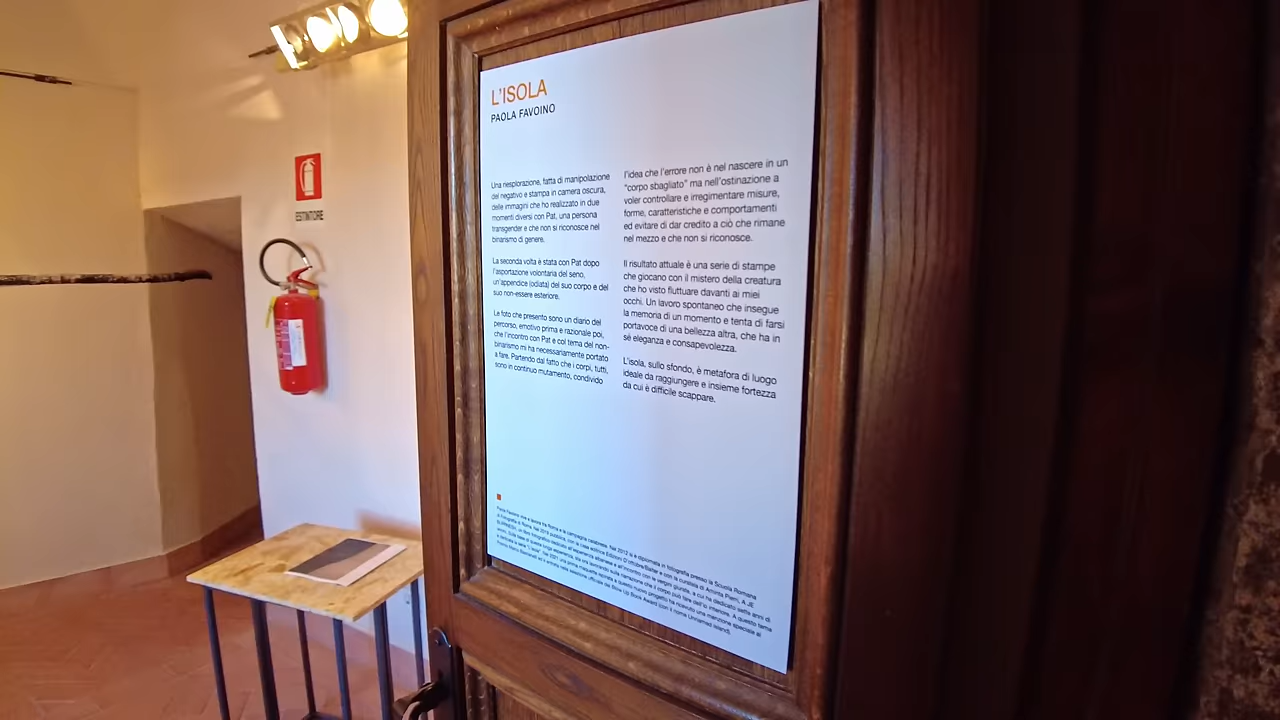 L'ISOLA
PAOLA FAVOINO
Una riesplorazione, fatta di manipolazione
del negativo e stampa in camera oscura,
delle immagini che ho realizzato in due
momenti diversi con Pat, una persona
transgender e che non si riconosce nel
binarismo di genere.
La seconda volta è stata con Pat dopo
l'asportazione volontaria del seno,
un'appendice (odiata) del suo corpo e del
suo non-essere esteriore.
Le foto che presento sono un diario del
percorso, emotivo prima e razionale poi,
che l'incontro con Pat e col tema del non-
binarismo mi ha necessariamente portato
a fare. Partendo dal fatto che i corpi, tutti,
sono in continuo mutamento, condivido
l'idea che l'errore non è nel nascere in un
"corpo sbagliato" ma nell'ostinazione a
voler controllare e irregimentare misure,
forme, caratteristiche e comportamenti
ed evitare di dar credito a ciò che rimane
nel mezzo e che non si riconosce.
Il risultato attuale è una serie di stampe
che giocano con il mistero della creatura
che ho visto fluttuare davanti ai miei
occhi. Un lavoro spontaneo che insegue
la memoria di un momento e tenta di farsi
portavoce di una bellezza altra, che ha in
sé eleganza e consapevolezza.
L'isola, sullo sfondo, è metafora di luogo
ideale da raggiungere e insieme fortezza
da cui è difficile scappare.
ESTINTORE